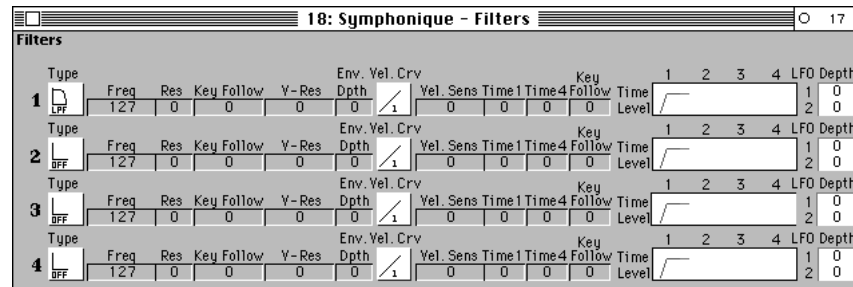 18: Symphonique - Filters 17
Filters
Type Env. Vel. Crv Key 1 2 3 4 LFO Depth
Freq Res Key Follow V-Res Dpth Vel. Sens Time1 Time4 Follow Time 1 0
1 LPF 127 0 0 0 0 1 0 0 0 0 Level 2 0
Type Env. Vel. Crv Key 1 2 3 4 LFO Depth
Freq Res Key Follow V-Res Dpth Vel. Sens Time1 Time4 Follow Time 1 0
2 OFF 127 0 0 0 0 1 0 0 0 0 Level 2 0
Type Env. Vel. Crv Key 1 2 3 4 LFO Depth
Freq Res Key Follow V-Res Dpth Vel. Sens Time1 Time4 Follow Time 1 0
3 OFF 127 0 0 0 0 1 0 0 0 0 Level 2 0
Type Env. Vel. Crv Key 1 2 3 4 LFO Depth
Freq Res Key Follow V-Res Dpth Vel. Sens Time1 Time4 Follow Time 1 0
4 OFF 127 0 0 0 0 1 0 0 0 0 Level 2 0